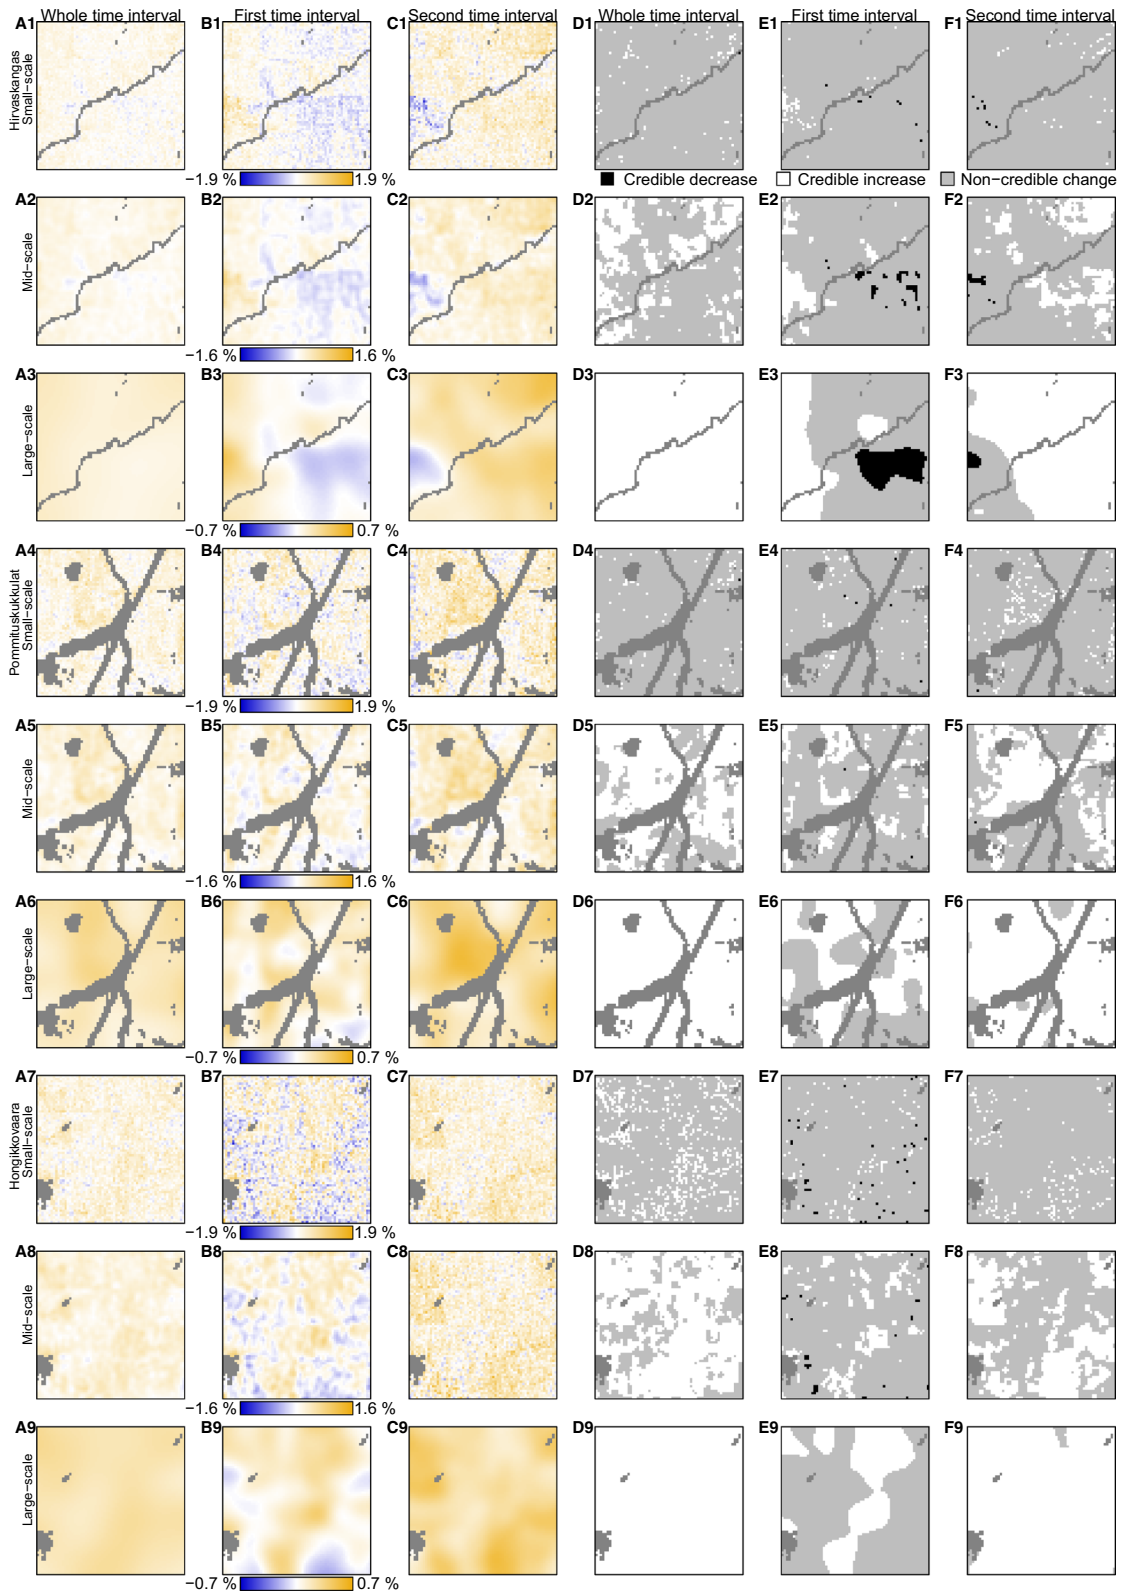 Whole time interval First time interval Second time interval Whole time interval First time interval Second time interval
A1 B1 C1 D1 E1 F1
Hirvaskangas
Small−scale
−1.9 % 1.9 %
Credible decrease Credible increase Non−credible change
A2 B2 C2 D2 E2 F2
Mid−scale
−1.6 % 1.6 %
A3 B3 C3 D3 E3 F3
Large−scale
−0.7 % 0.7 %
A4 B4 C4 D4 E4 F4
Pommituskukkulat
Small−scale
−1.9 % 1.9 %
A5 B5 C5 D5 E5 F5
Mid−scale
−1.6 % 1.6 %
A6 B6 C6 D6 E6 F6
Large−scale
−0.7 % 0.7 %
A7 B7 C7 D7 E7 F7
Hongikkovaara
Small−scale
−1.9 % 1.9 %
A8 B8 C8 D8 E8 F8
Mid−scale
−1.6 % 1.6 %
A9 B9 C9 D9 E9 F9
Large−scale
−0.7 % 0.7 %